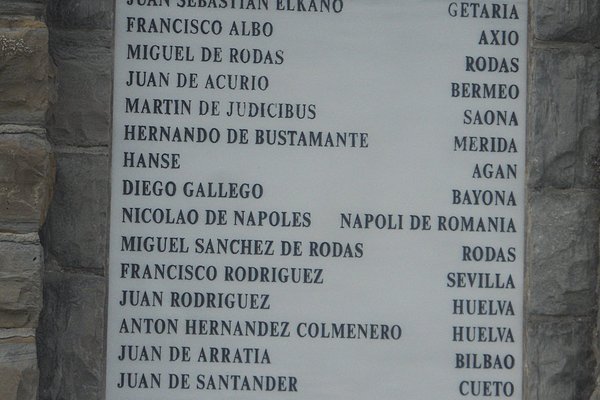 JUAN SEBASTIAN ELKANO GETARIA
FRANCISCO ALBO AXIO
MIGUEL DE RODAS RODAS
JUAN DE ACURIO BERMEO
MARTIN DE JUDICIBUS SAONA
HERNANDO DE BUSTAMANTE MERIDA
HANSE AGAN
DIEGO GALLEGO BAYONA
NICOLAO DE NAPOLES NAPOLI DE ROMANIA
MIGUEL SANCHEZ DE RODAS RODAS
FRANCISCO RODRIGUEZ SEVILLA
JUAN RODRIGUEZ HUELVA
ANTON HERNANDEZ COLMENERO HUELVA
JUAN DE ARRATIA BILBAO
JUAN DE SANTANDER CUETO